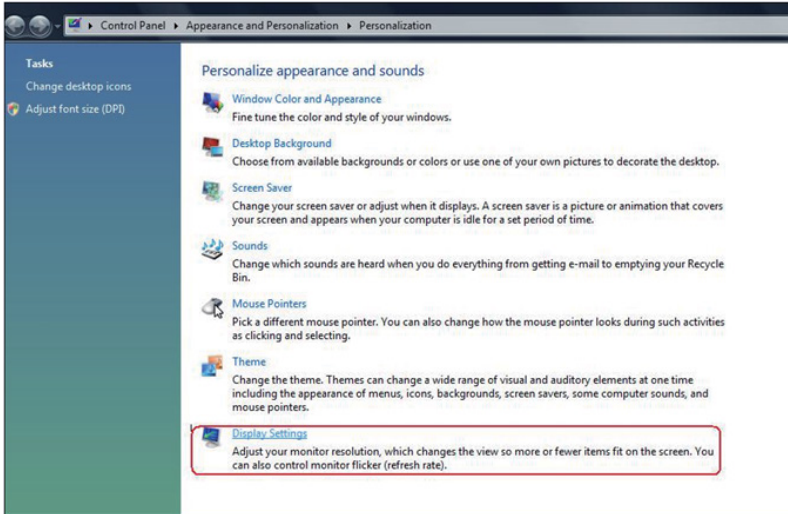 Control Panel ▸ Appearance and Personalization ▸ Personalization
Tasks
Change desktop icons
Adjust font size (DPI)
Personalize appearance and sounds
Window Color and Appearance
Fine tune the color and style of your windows.
Desktop Background
Choose from available backgrounds or colors or use one of your own pictures to decorate the desktop.
Screen Saver
Change your screen saver or adjust when it displays. A screen saver is a picture or animation that covers
your screen and appears when your computer is idle for a set period of time.
Sounds
Change which sounds are heard when you do everything from getting e-mail to emptying your Recycle
Bin.
Mouse Pointers
Pick a different mouse pointer. You can also change how the mouse pointer looks during such activities
as clicking and selecting.
Theme
Change the theme. Themes can change a wide range of visual and auditory elements at one time
including the appearance of menus, icons, backgrounds, screen savers, some computer sounds, and
mouse pointers.
Display Settings
Adjust your monitor resolution, which changes the view so more or fewer items fit on the screen. You
can also control monitor flicker (refresh rate).